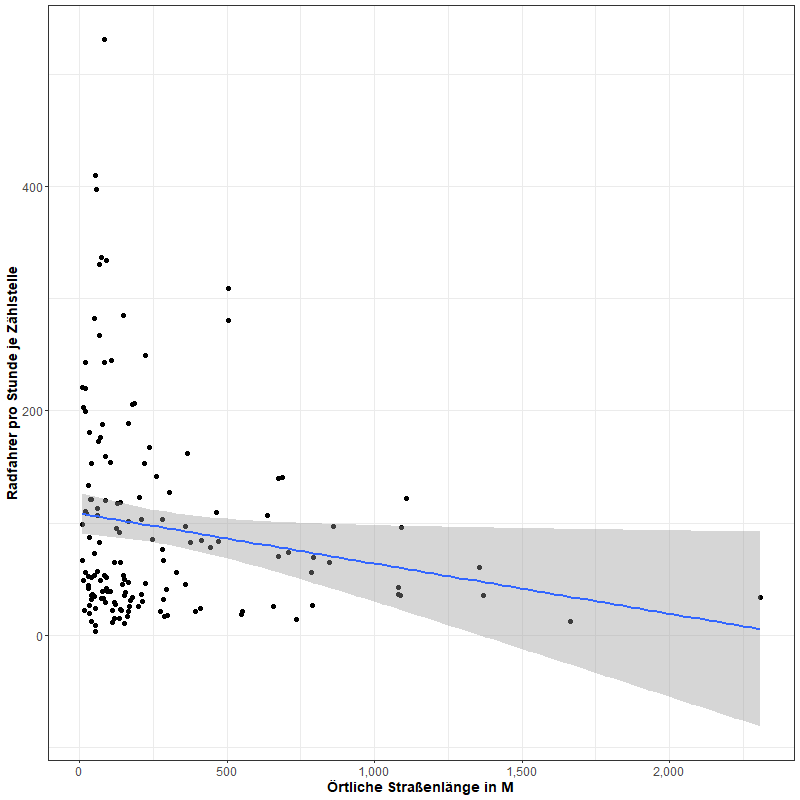 Radfahrer pro Stunde je Zählstelle
400
200
0
0 500 1,000 1,500 2,000
Örtliche Straßenlänge in M